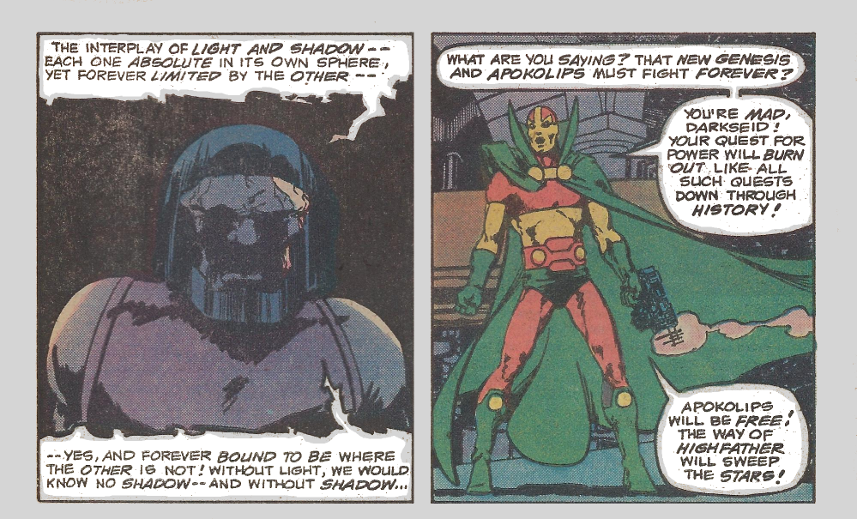 THE INTERPLAY OF LIGHT AND SHADOW--
EACH ONE ABSOLUTE IN ITS OWN SPHERE,
YET FOREVER LIMITED BY THE OTHER--
--YES, AND FOREVER BOUND TO BE WHERE
THE OTHER IS NOT! WITHOUT LIGHT, WE WOULD
KNOW NO SHADOW--AND WITHOUT SHADOW...
WHAT ARE YOU SAYING? THAT NEW GENESIS
AND APOKOLIPS MUST FIGHT FOREVER?
YOU'RE MAD,
DARKSEID!
YOUR QUEST FOR
POWER WILL BURN
OUT LIKE ALL
SUCH QUESTS
DOWN THROUGH
HISTORY!
APOKOLIPS
WILL BE FREE!
THE WAY OF
HIGHFATHER
WILL SWEEP
THE STARS!